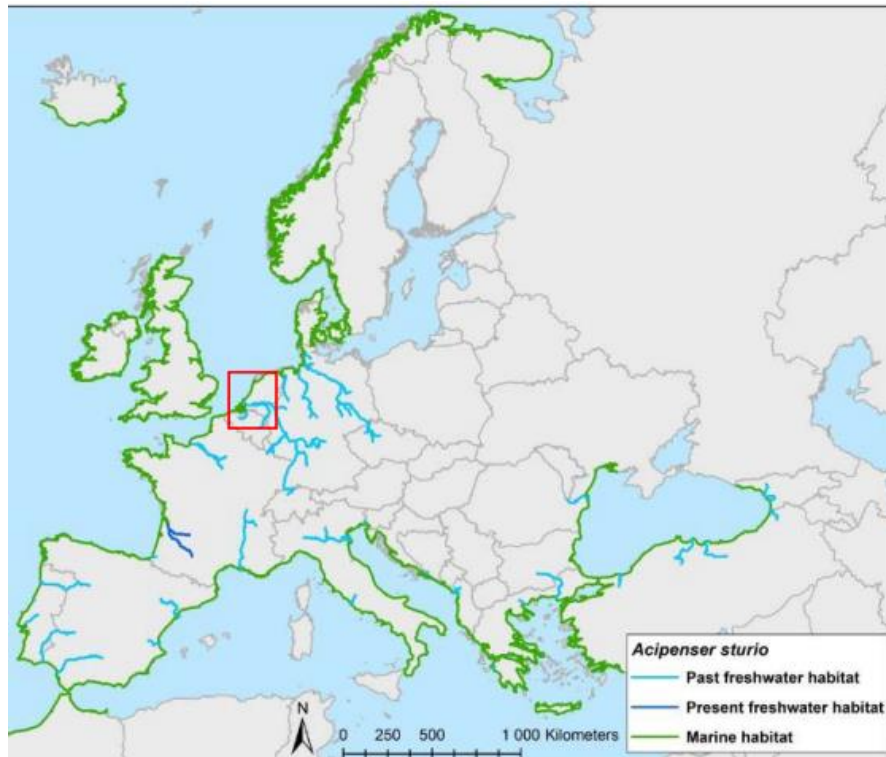 Acipenser sturio
Past freshwater habitat
Present freshwater habitat
Marine habitat
N
0 250 500 1 000 Kilometers